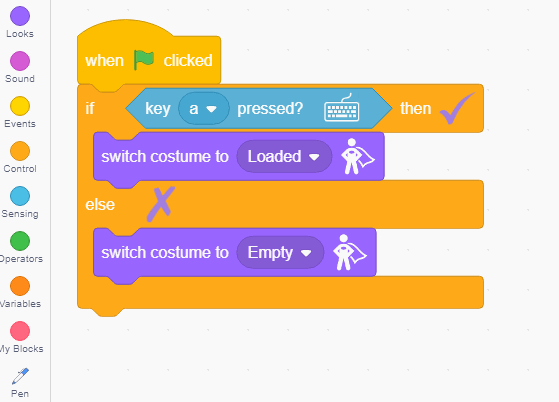 Looks
Sound
Events
Control
Sensing
Operators
Variables
My Blocks
Pen
when clicked
if key a pressed? then
switch costume to Loaded
else
switch costume to Empty